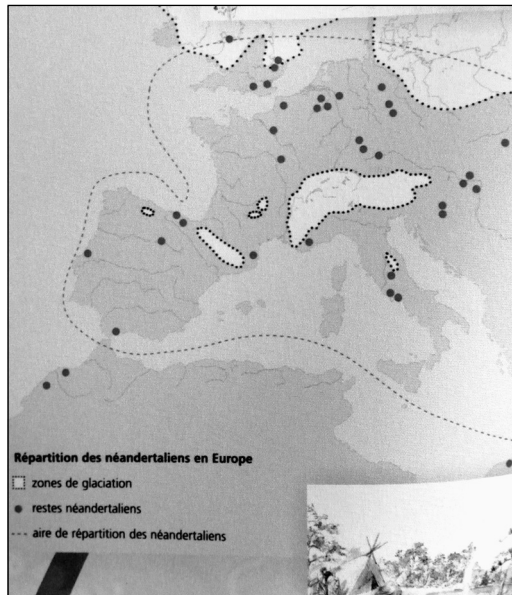 Répartition des néandertaliens en Europe
zones de glaciation
restes néandertaliens
aire de répartition des néandertaliens